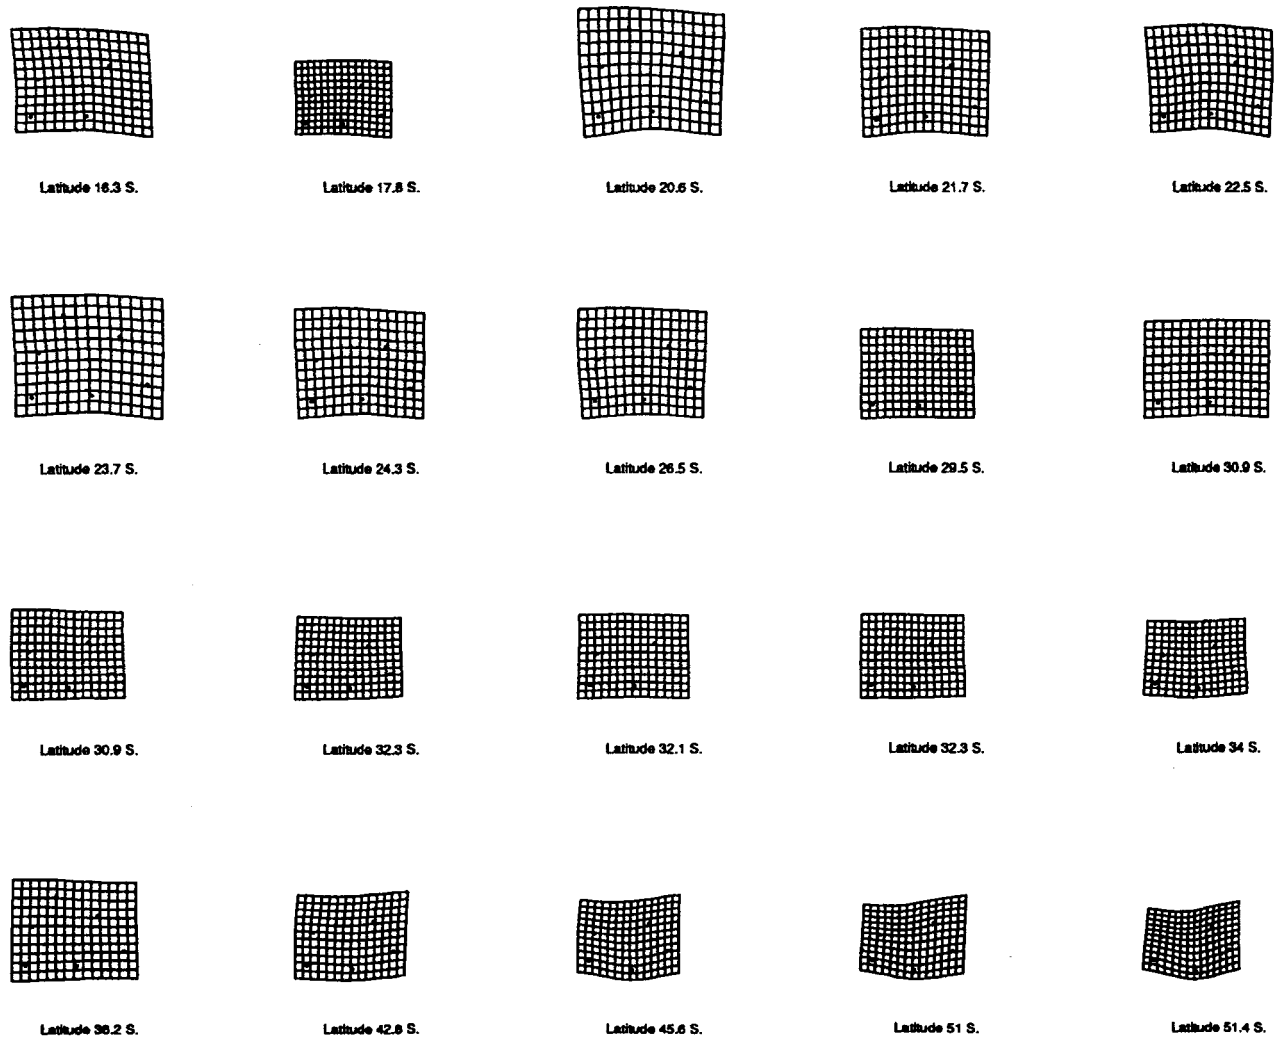 Latitude 16.3 S.
Latitude 17.8 S.
Latitude 20.6 S.
Latitude 21.7 S.
Latitude 22.5 S.
Latitude 23.7 S.
Latitude 24.3 S.
Latitude 26.5 S.
Latitude 29.5 S.
Latitude 30.9 S.
Latitude 30.9 S.
Latitude 32.3 S.
Latitude 32.1 S.
Latitude 32.3 S.
Latitude 34 S.
Latitude 36.2 S.
Latitude 42.8 S.
Latitude 45.6 S.
Latitude 51 S.
Latitude 51.4 S.